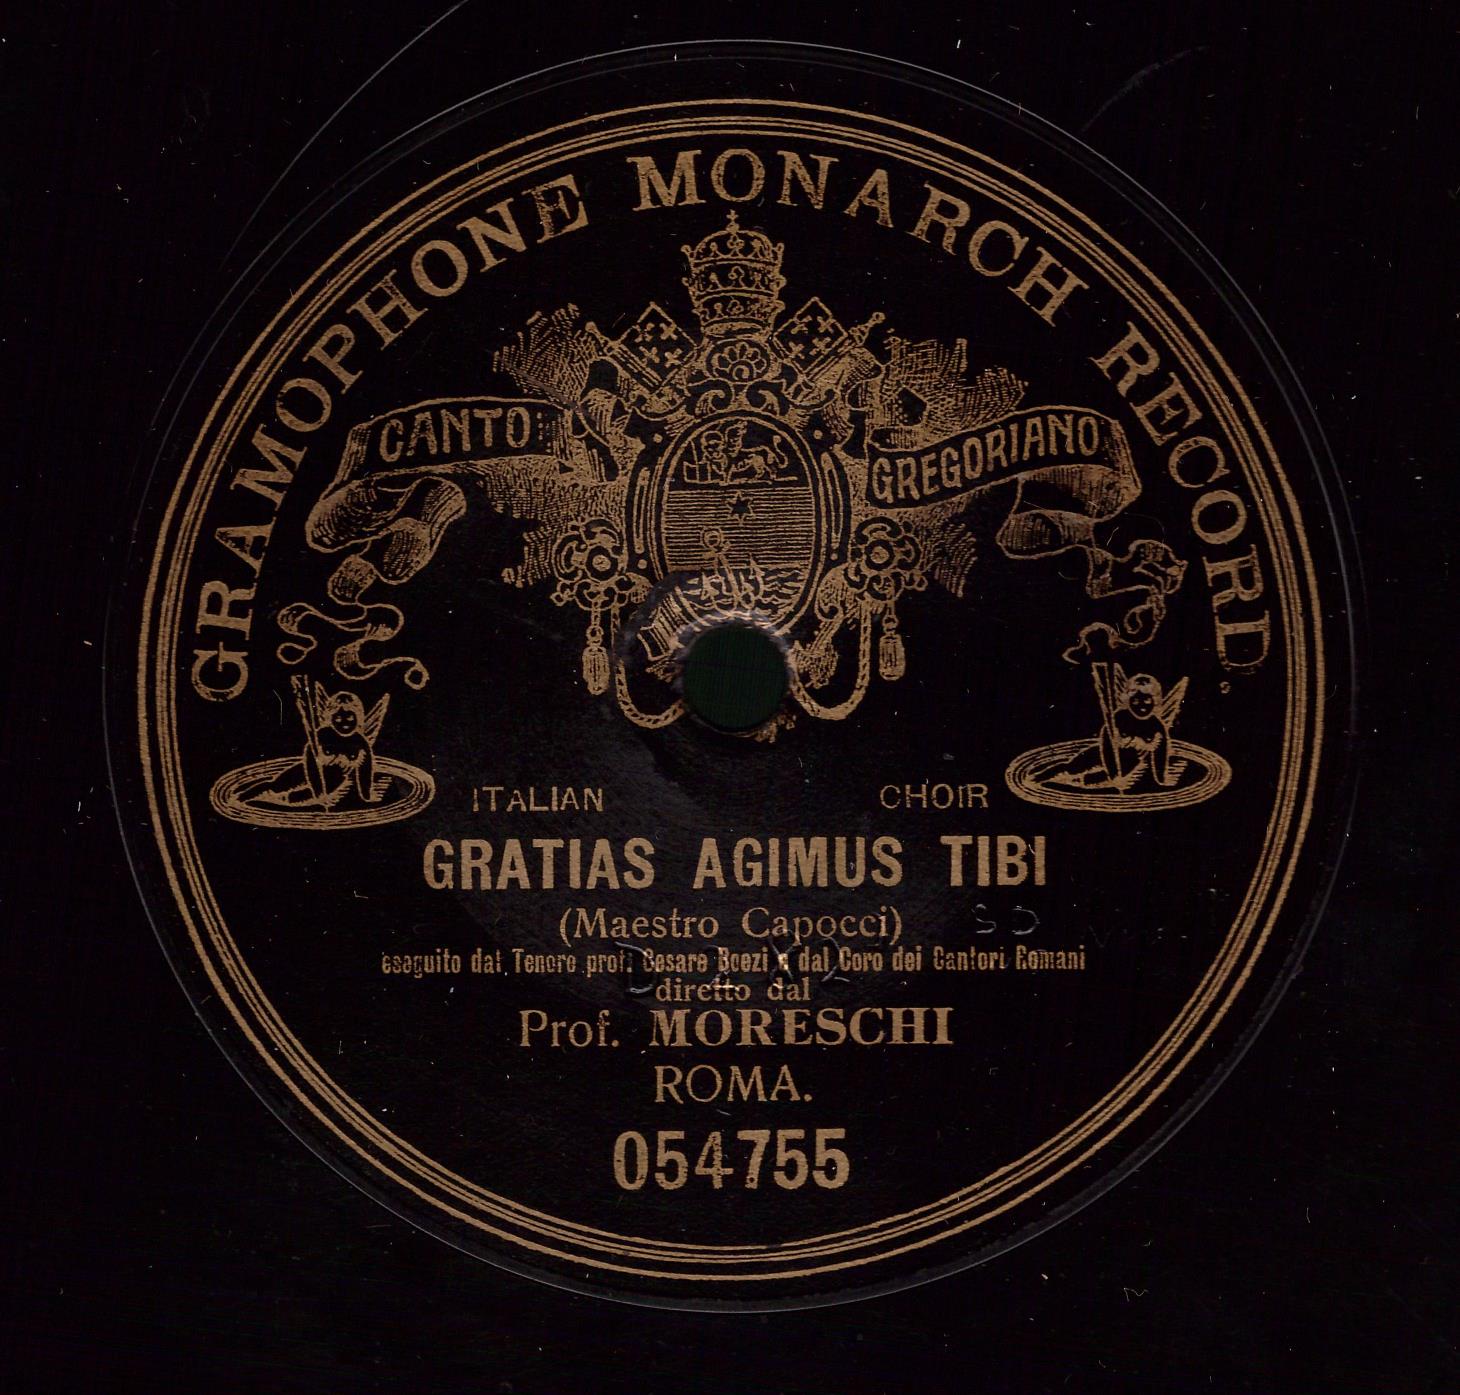 GRAMOPHONE MONARCH RECORD.
CANTO
GREGORIANO
ITALIAN CHOIR
GRATIAS AGIMUS TIBI
(Maestro Capocci)
eseguito dal Tenore prof. Cesare Boezi e dal Coro dei Cantori Romani
diretto dal
Prof. MORESCHI
ROMA.
054755